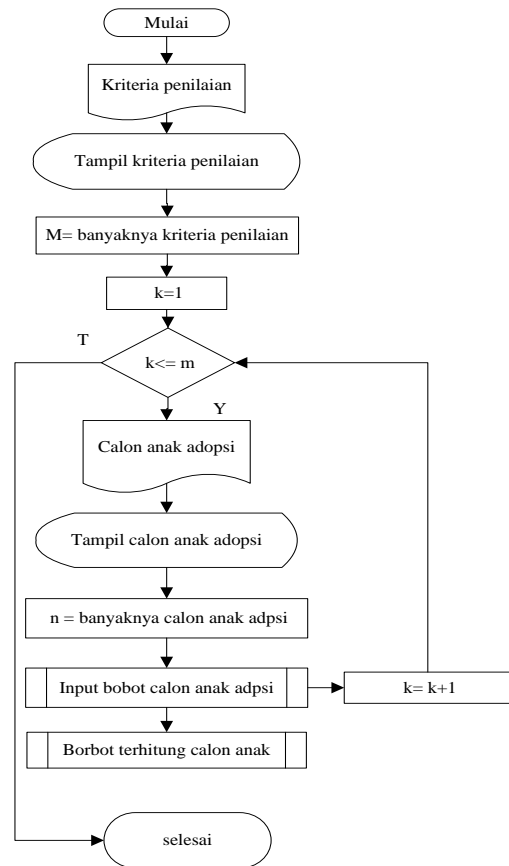 Mulai
Kriteria penilaian
Tampil kriteria penilaian
M= banyaknya kriteria penilaian
k=1
T
k<= m
Y
Calon anak adopsi
Tampil calon anak adopsi
n = banyaknya calon anak adpsi
Input bobot calon anak adpsi
k= k+1
Borbot terhitung calon anak
selesai